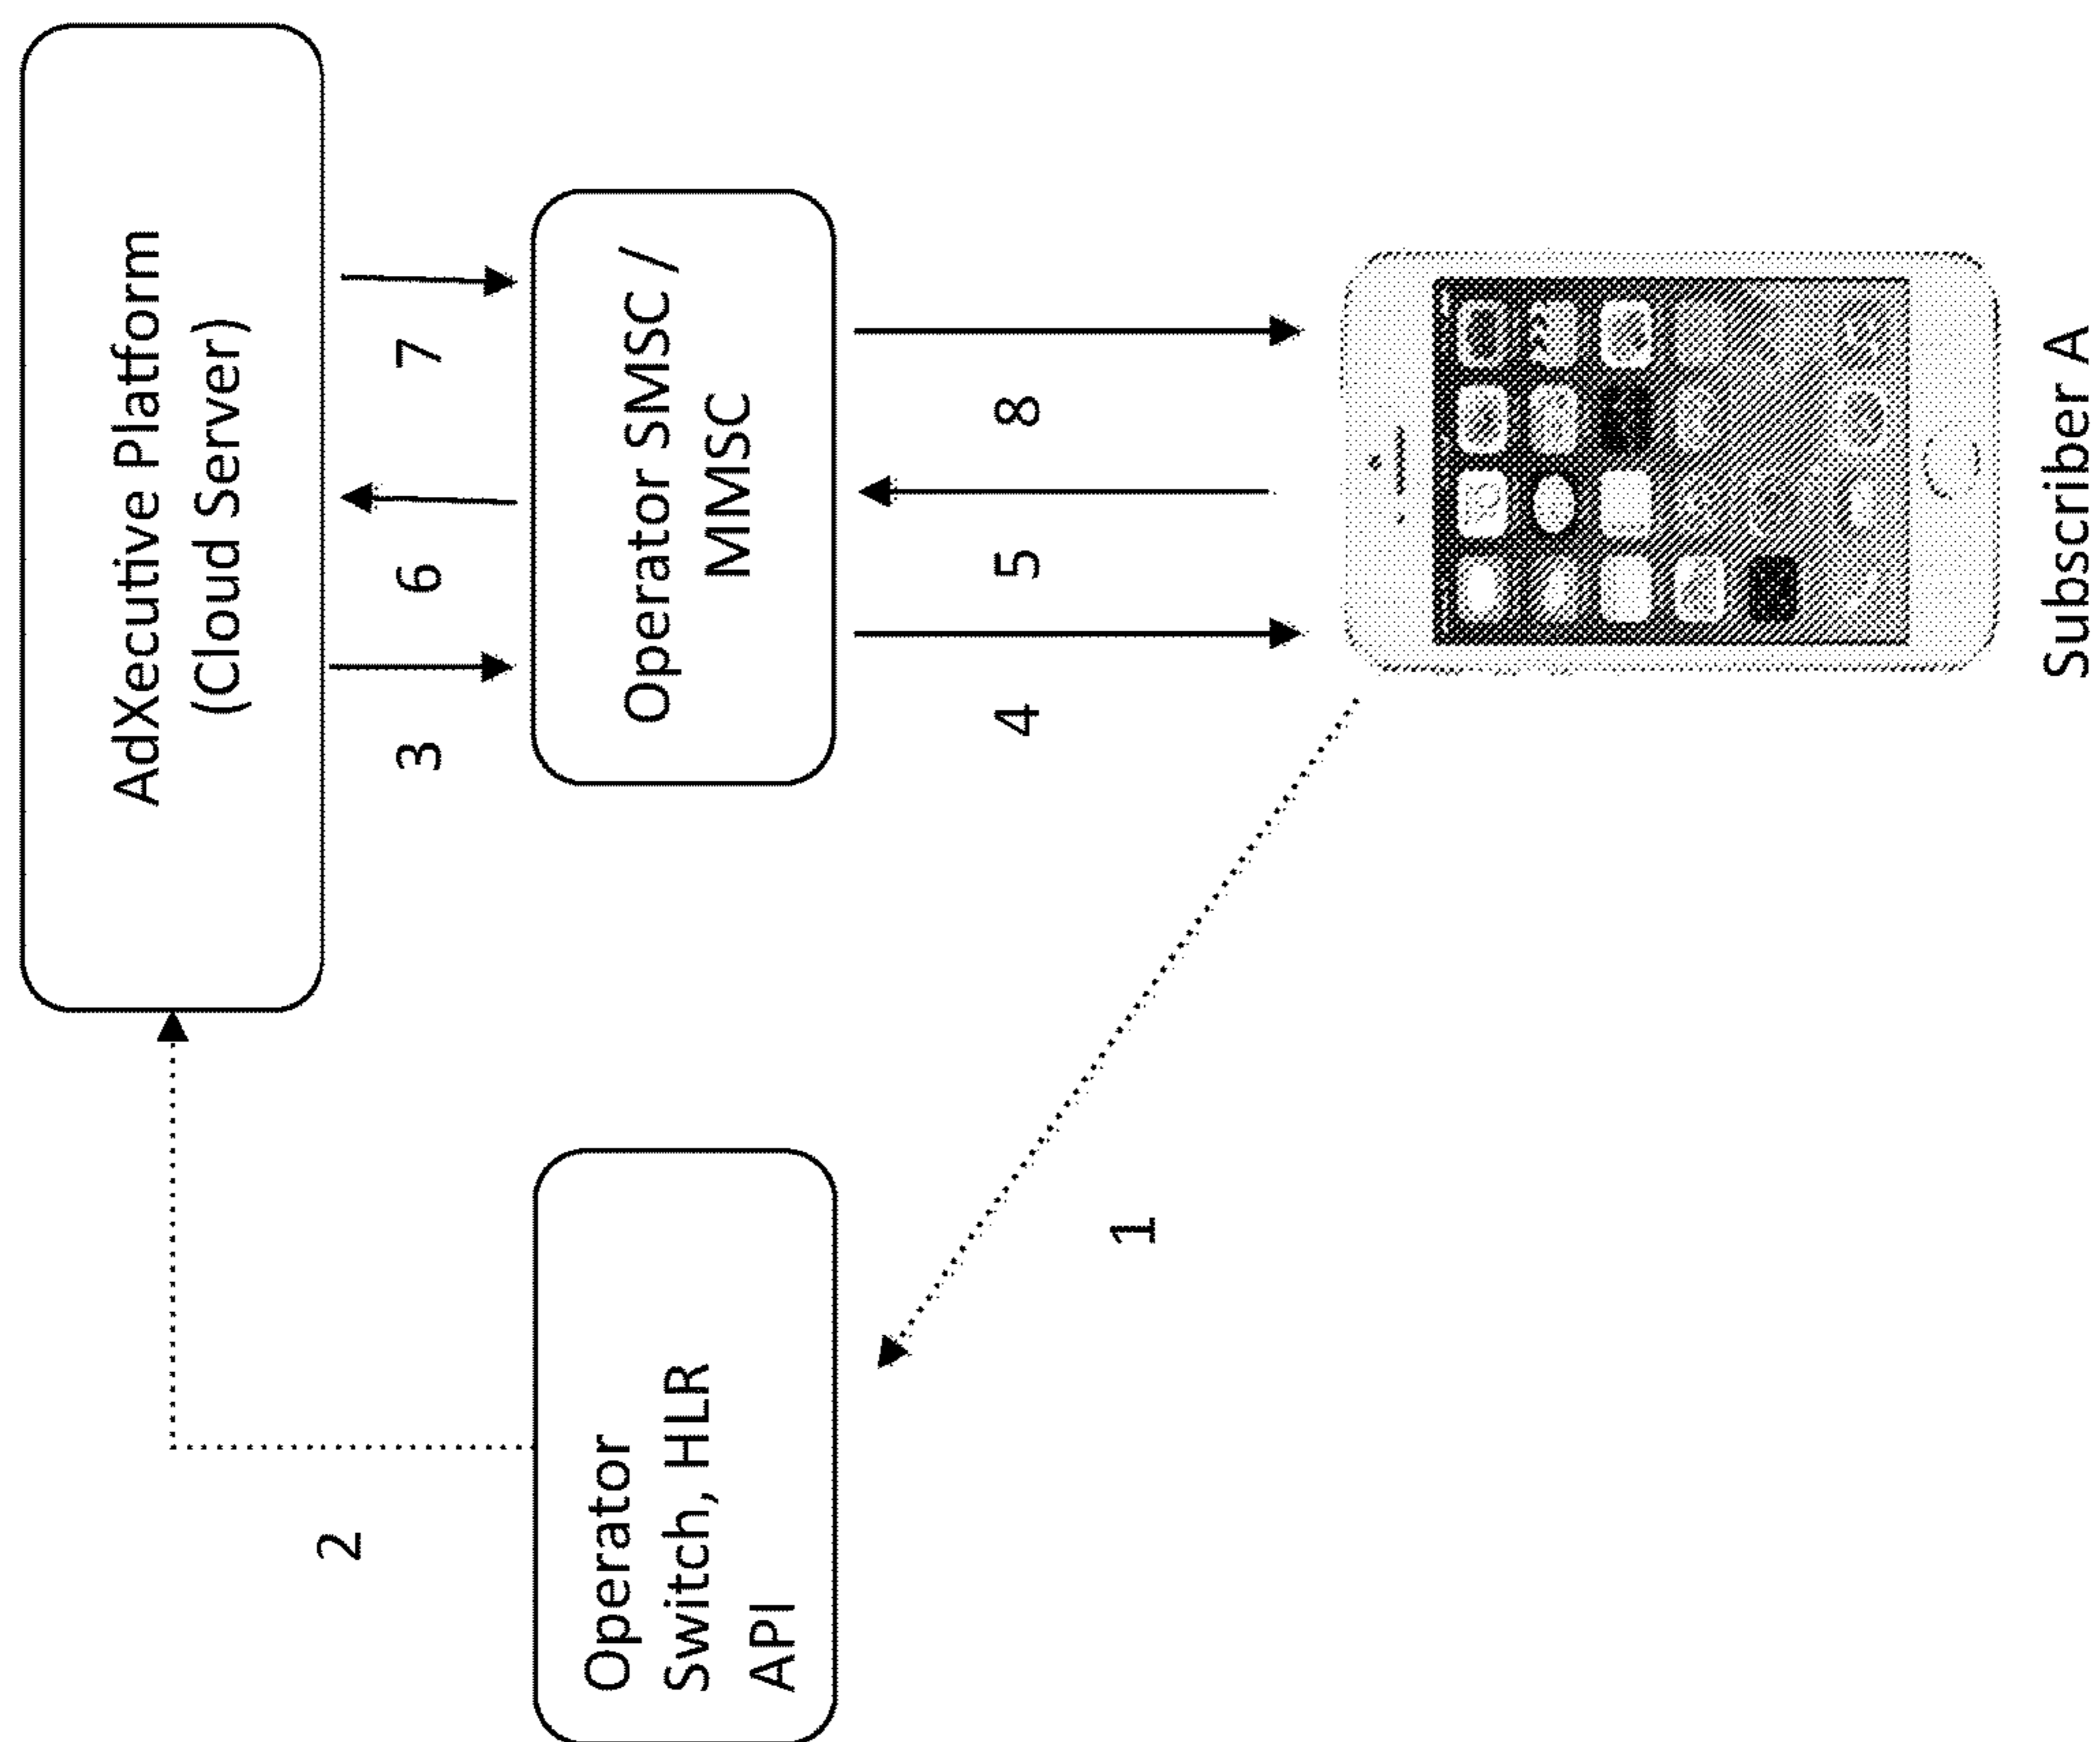 AdXecutive Platform
(Cloud Server)
2
3
6
7
Operator
Switch, HLR
API
Operator SMSC /
MMSC
1
4
5
8
Subscriber A